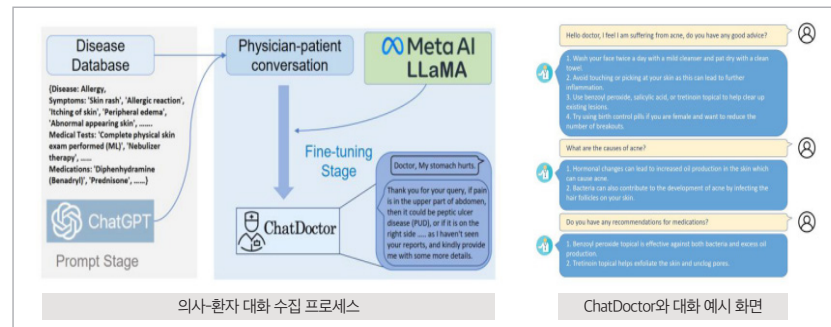 Disease
Database
{Disease: Allergy,
Symptoms: 'Skin rash', 'Allergic reaction',
'Itching of skin', 'Peripheral edema',
'Abnormal appearing skin', .......
Medical Tests: 'Complete physical skin
exam performed (ML)', 'Nebulizer
therapy', ......
Medications: 'Diphenhydramine
(Benadryl)', 'Prednisone', ......}
ChatGPT
Prompt Stage
Physician-patient
conversation
Meta AI
LLaMA
Fine-tuning
Stage
ChatDoctor
Doctor, My stomach hurts.
Thank you for your query, if pain
is in the upper part of abdomen,
then it could be peptic ulcer
disease (PUD), or if it is on the
right side ..... as I haven't seen
your reports, and kindly provide
me with some more details.
의사-환자 대화 수집 프로세스
Hello doctor, I feel I am suffering from acne, do you have any good advice?
1. Wash your face twice a day with a mild cleanser and pat dry with a clean
towel.
2. Avoid touching or picking at your skin as this can lead to further
inflammation.
3. Use benzoyl peroxide, salicylic acid, or tretinoin topical to help clear up
existing lesions.
4. Try using birth control pills if you are female and want to reduce the
number of breakouts.
What are the causes of acne?
1. Hormonal changes can lead to increased oil production in the skin which
can cause acne.
2. Bacteria can also contribute to the development of acne by infecting the
hair follicles on your skin.
Do you have any recommendations for medications?
1. Benzoyl peroxide topical is effective against both bacteria and excess oil
production.
2. Tretinoin topical helps exfoliate the skin and unclog pores.
ChatDoctor와 대화 예시 화면